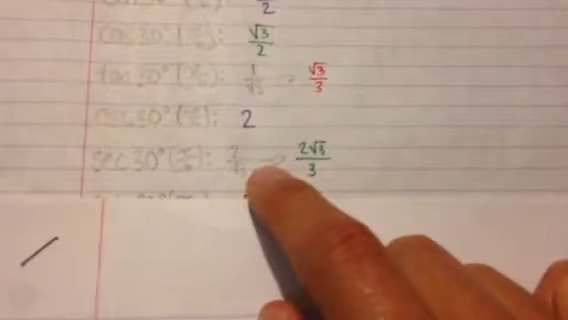 2
cos 30° (π/6): √3/2
tan 30° (π/6): 1/√3 → √3/3
csc 30° (π/6): 2
sec 30° (π/6): 2/√3 → 2√3/3